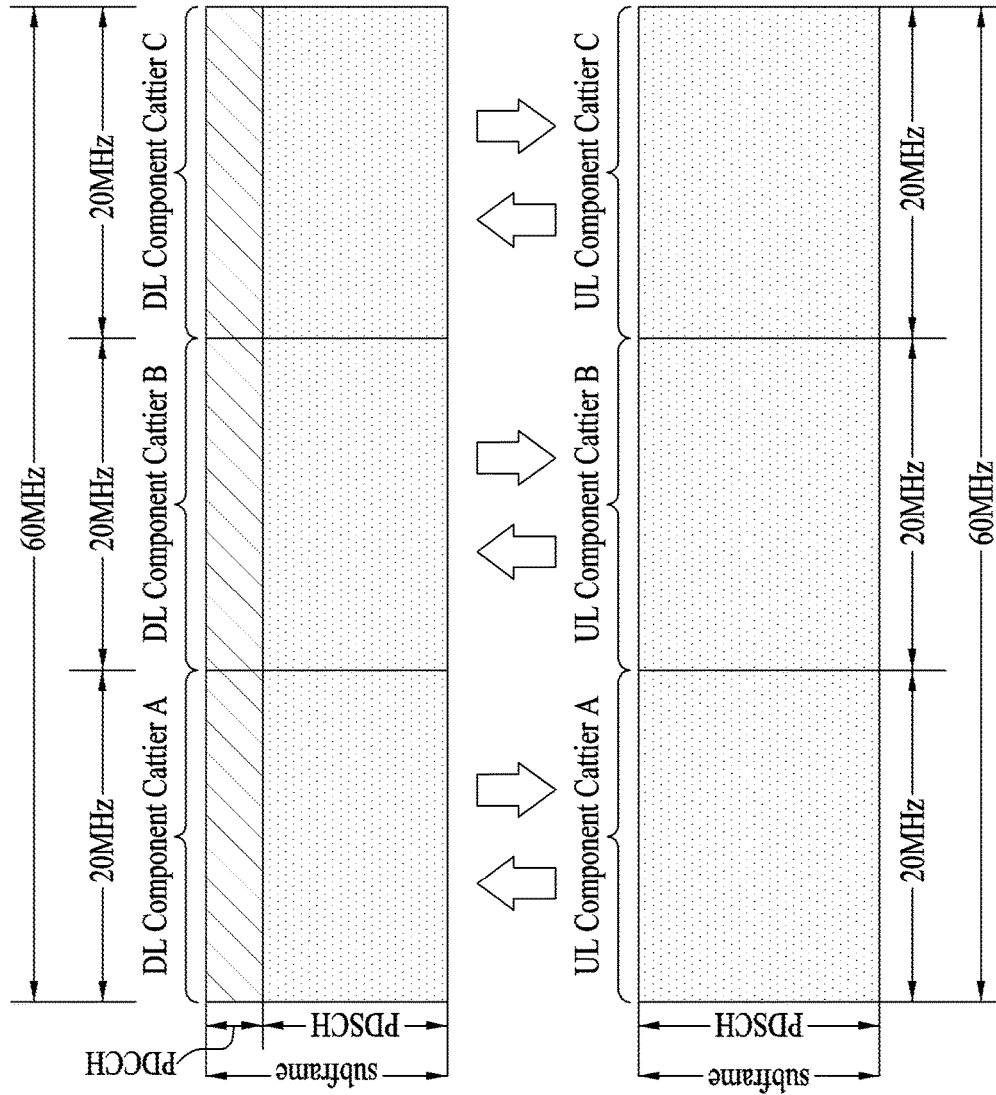 60MHz
20MHz
20MHz
20MHz
DL Component Cattier A
DL Component Cattier B
DL Component Cattier C
PDCCH
PDSCH
subframe
UL Component Cattier A
UL Component Cattier B
UL Component Cattier C
PDSCH
subframe
20MHz
20MHz
20MHz
60MHz